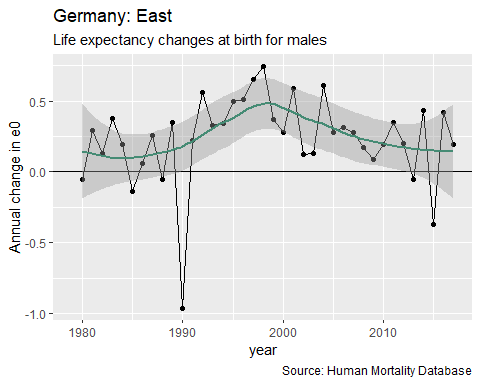 Germany: East
Life expectancy changes at birth for males
Annual change in e0
0.5
0.0
-0.5
-1.0
1980
1990
2000
2010
year
Source: Human Mortality Database